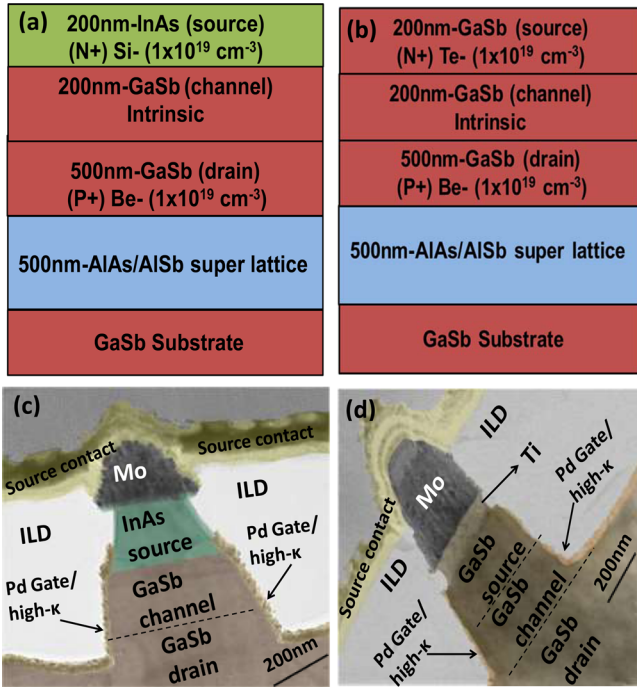 (a)
200nm-InAs (source)
(N+) Si- (1x10¹⁹ cm⁻³)
200nm-GaSb (channel)
Intrinsic
500nm-GaSb (drain)
(P+) Be- (1x10¹⁹ cm⁻³)
500nm-AlAs/AlSb super lattice
GaSb Substrate
(b)
200nm-GaSb (source)
(N+) Te- (1x10¹⁹ cm⁻³)
200nm-GaSb (channel)
Intrinsic
500nm-GaSb (drain)
(P+) Be- (1x10¹⁹ cm⁻³)
500nm-AlAs/AlSb super lattice
GaSb Substrate
(c)
Source contact
Source contact
Mo
ILD
ILD
InAs
source
Pd Gate/
high-κ
Pd Gate/
high-κ
GaSb
channel
GaSb
drain
200nm
(d)
ILD
Ti
Mo
Pd Gate/
high-κ
Source contact
ILD
GaSb
source
GaSb
channel
GaSb
drain
Pd Gate/
high-κ
200nm